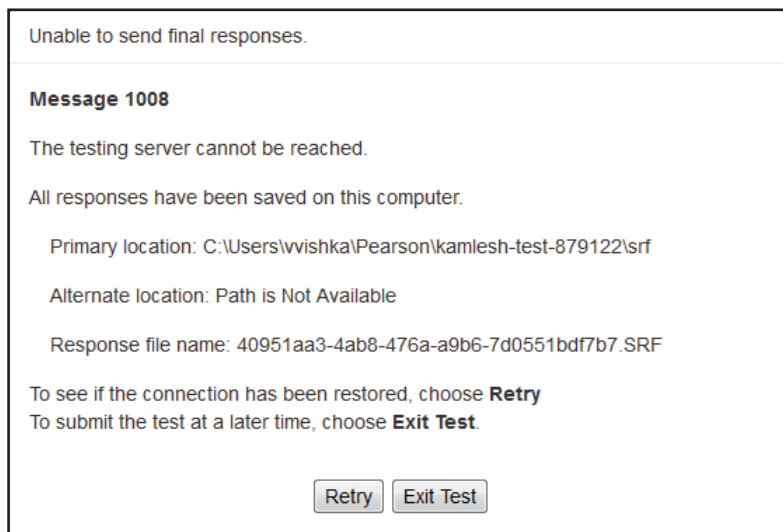 Unable to send final responses.
Message 1008
The testing server cannot be reached.
All responses have been saved on this computer.
Primary location: C:\Users\vvishka\Pearson\kamlesh-test-879122\srf
Alternate location: Path is Not Available
Response file name: 40951aa3-4ab8-476a-a9b6-7d0551bdf7b7.SRF
To see if the connection has been restored, choose Retry
To submit the test at a later time, choose Exit Test.
Retry Exit Test